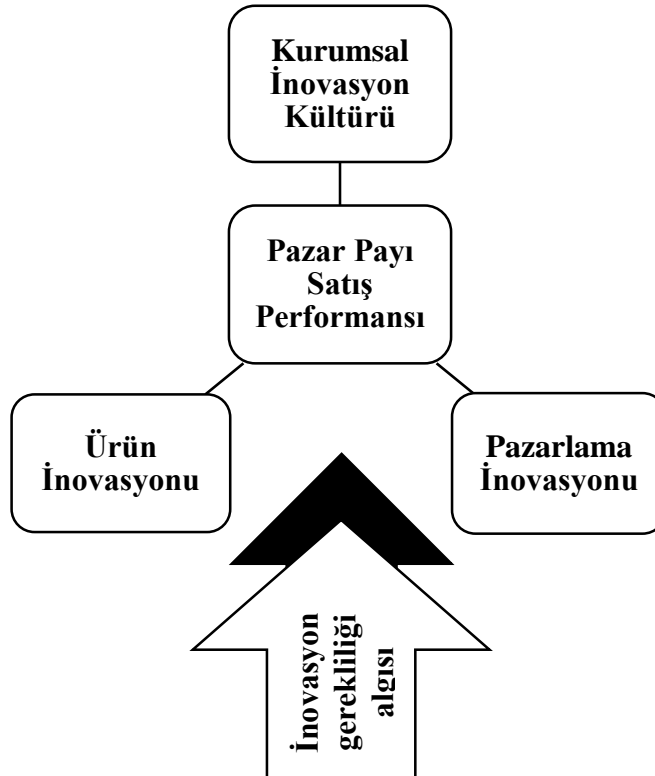 Kurumsal
İnovasyon
Kültürü
Pazar Payı
Satış
Performansı
Ürün
İnovasyonu
Pazarlama
İnovasyonu
İnovasyon
gerekliliği
algısı